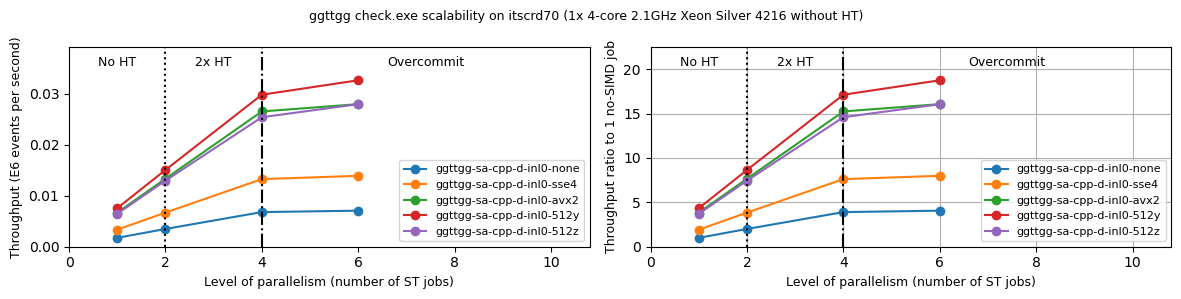 ggttgg check.exe scalability on itscrd70 (1x 4-core 2.1GHz Xeon Silver 4216 without HT)
Throughput (E6 events per second)
No HT
2x HT
Overcommit
0.03
0.02
0.01
0.00
ggttgg-sa-cpp-d-inl0-none
ggttgg-sa-cpp-d-inl0-sse4
ggttgg-sa-cpp-d-inl0-avx2
ggttgg-sa-cpp-d-inl0-512y
ggttgg-sa-cpp-d-inl0-512z
0 2 4 6 8 10
Level of parallelism (number of ST jobs)
Throughput ratio to 1 no-SIMD job
No HT
2x HT
Overcommit
20
15
10
5
0
ggttgg-sa-cpp-d-inl0-none
ggttgg-sa-cpp-d-inl0-sse4
ggttgg-sa-cpp-d-inl0-avx2
ggttgg-sa-cpp-d-inl0-512y
ggttgg-sa-cpp-d-inl0-512z
0 2 4 6 8 10
Level of parallelism (number of ST jobs)